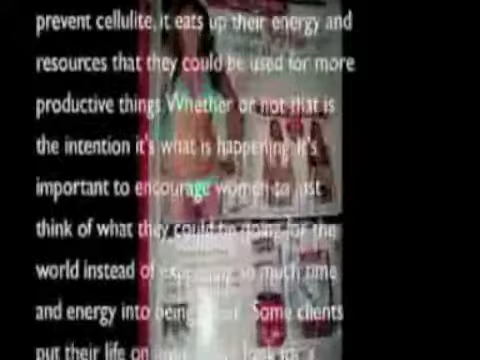 prevent cellulite, it eats up their energy and
resources that they could be used for more
productive things. Whether or not that is
the intention it's what is happening. It's
important to encourage women to just
think of what they could be doing for the
world instead of so much time
and energy into being Some clients
put their life on look for